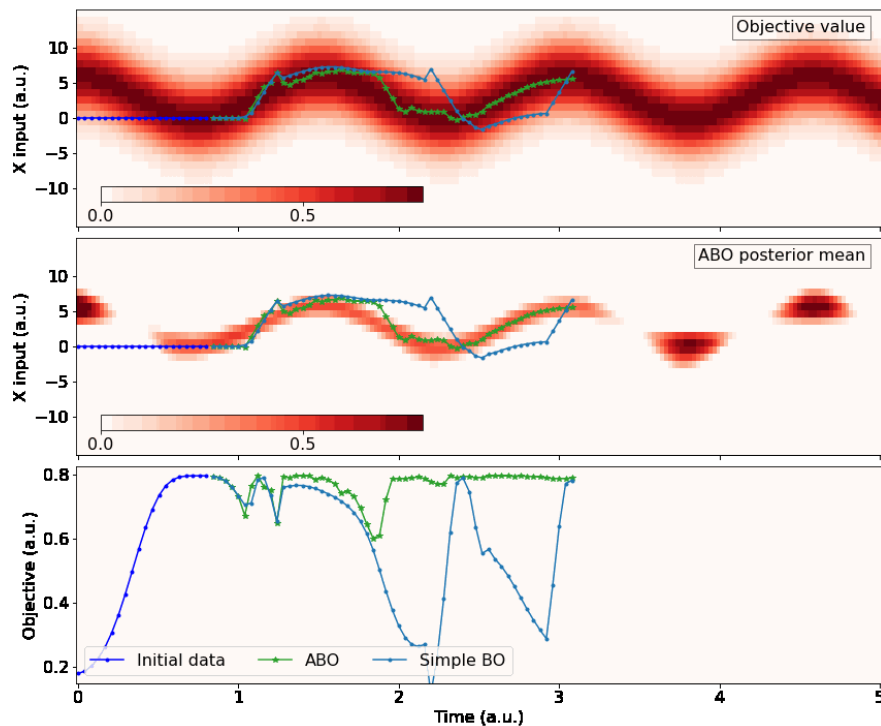 Objective value
X input (a.u.)
10
5
0
−5
−10
0.0
0.5
ABO posterior mean
X input (a.u.)
10
5
0
−5
−10
0.0
0.5
Objective (a.u.)
0.8
0.6
0.4
0.2
Initial data
ABO
Simple BO
0
1
2
3
4
5
Time (a.u.)